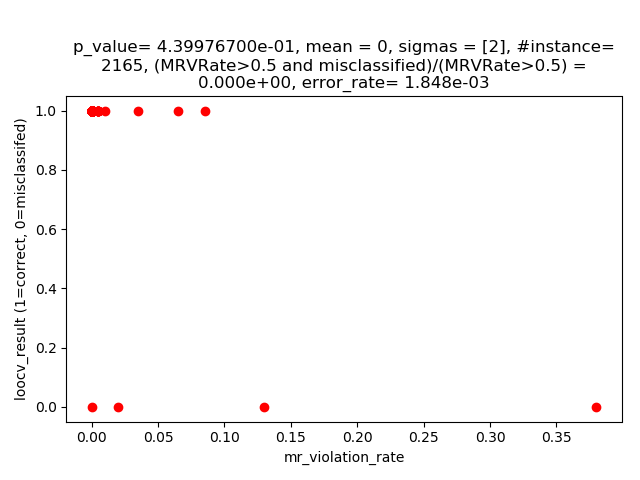 p_value= 4.39976700e-01, mean = 0, sigmas = [2], #instance=
2165, (MRVRate>0.5 and misclassified)/(MRVRate>0.5) =
0.000e+00, error_rate= 1.848e-03
loocv_result (1=correct, 0=misclassifed)
1.0
0.8
0.6
0.4
0.2
0.0
0.00 0.05 0.10 0.15 0.20 0.25 0.30 0.35
mr_violation_rate